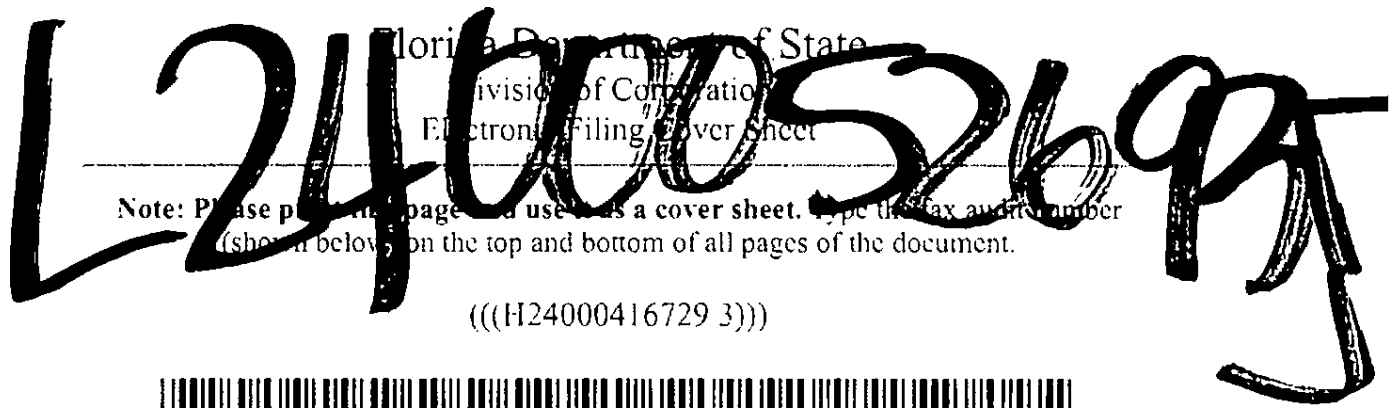 L24000526995
Florida Department of State
Division of Corporation
Electronic Filing Cover Sheet
Note: Please print this page and use it as a cover sheet. Type the fax audit number
(shown below) on the top and bottom of all pages of the document.
(((H24000416729 3)))